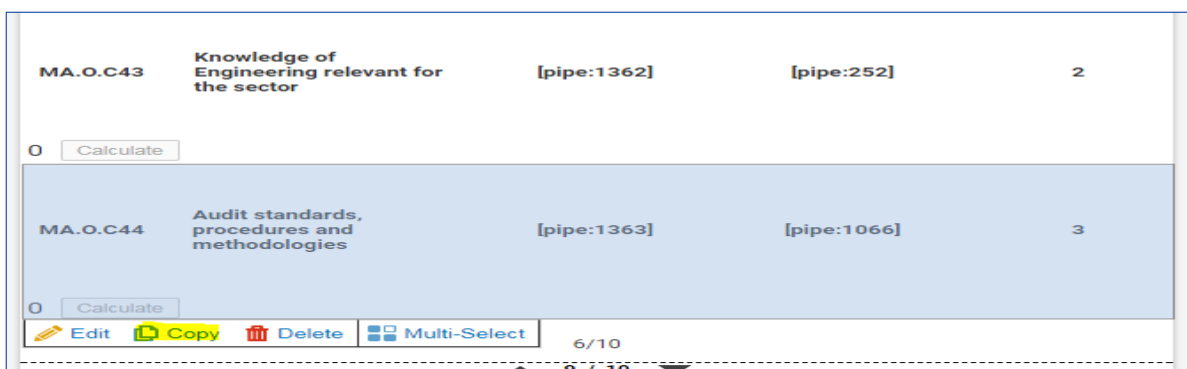 Knowledge of
MA.O.C43 Engineering relevant for [pipe:1362] [pipe:252] 2
the sector
0 Calculate
Audit standards,
MA.O.C44 procedures and [pipe:1363] [pipe:1066] 3
methodologies
0 Calculate
Edit Copy Delete Multi-Select
6/10